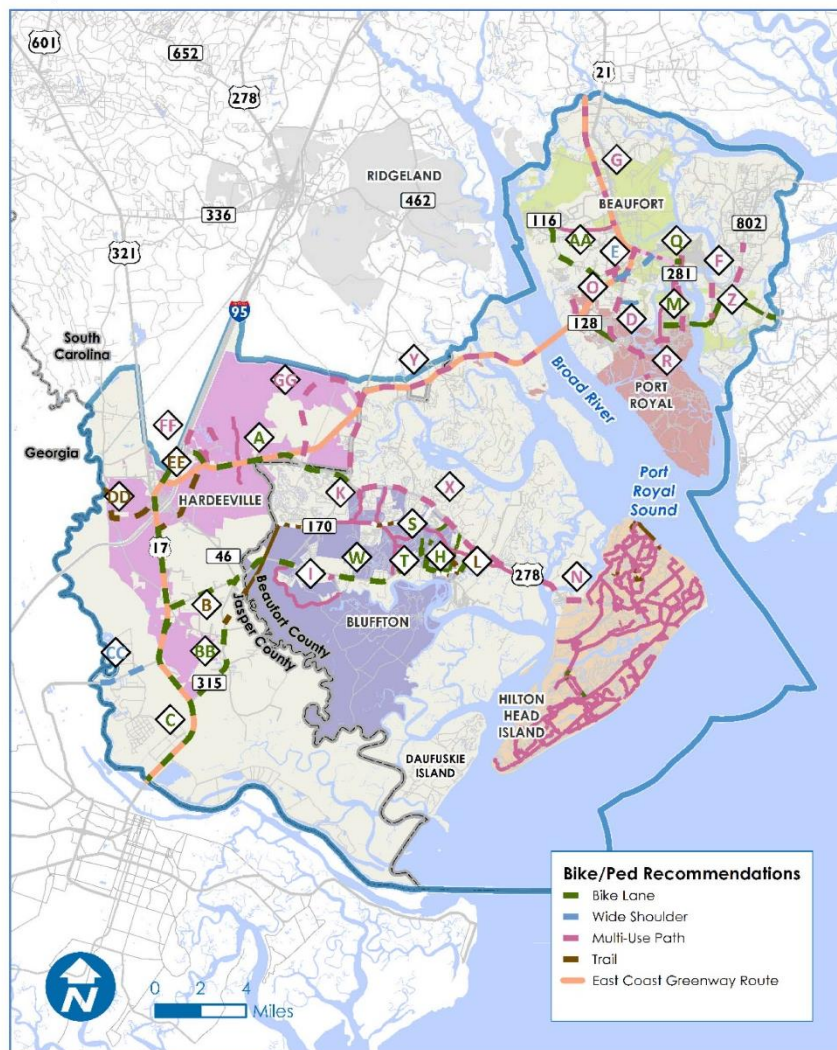 601
652
21
278
G
RIDGELAND
BEAUFORT
462
116
802
336
AA
E
Q
F
321
281
O
M
Z
95
128
D
South
Carolina
Y
R
GG
Broad River
PORT
ROYAL
FF
A
Georgia
EE
Port
Royal
Sound
DD
HARDEEVILLE
K
X
170
S
17
46
W
T
H
L
I
278
N
B
Beaufort County
Jasper County
BLUFFTON
CC
BB
315
HILTON
HEAD
ISLAND
C
DAUFUSKIE
ISLAND
Bike/Ped Recommendations
Bike Lane
Wide Shoulder
Multi-Use Path
Trail
East Coast Greenway Route
N
0 2 4
Miles